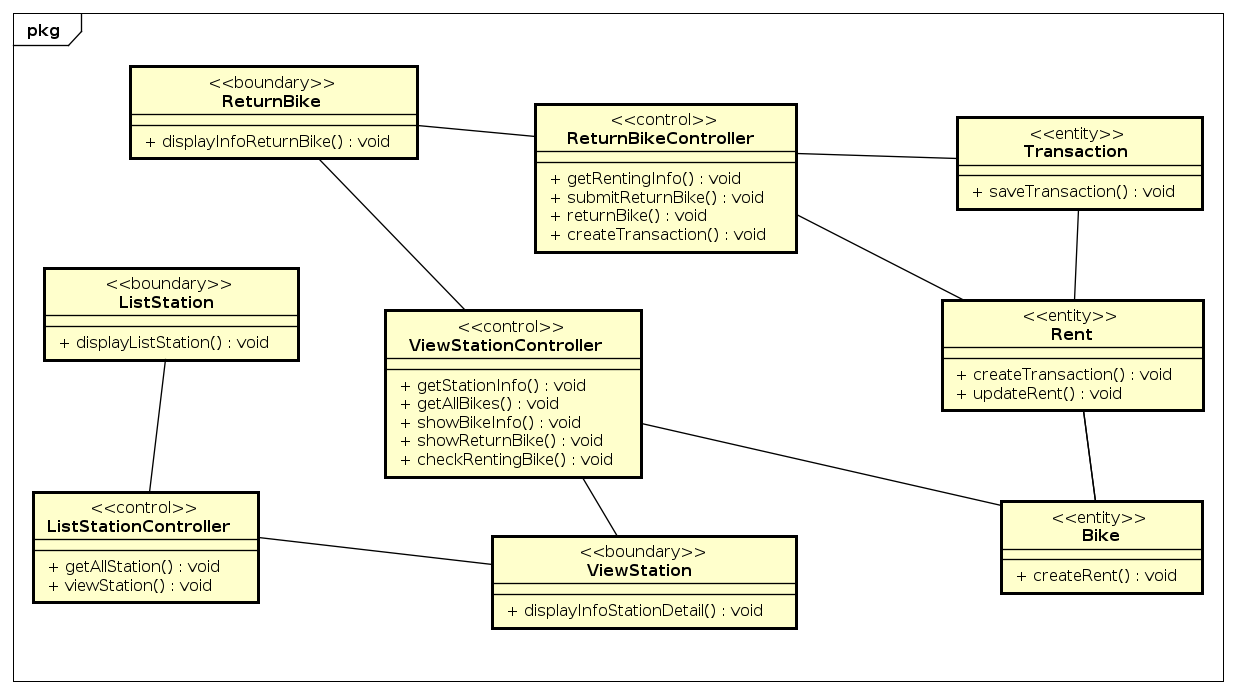 pkg
<<boundary>>
ReturnBike
+ displayInfoReturnBike() : void
<<control>>
ReturnBikeController
+ getRentingInfo() : void
+ submitReturnBike() : void
+ returnBike() : void
+ createTransaction() : void
<<entity>>
Transaction
+ saveTransaction() : void
<<boundary>>
ListStation
+ displayListStation() : void
<<control>>
ViewStationController
+ getStationInfo() : void
+ getAllBikes() : void
+ showBikeInfo() : void
+ showReturnBike() : void
+ checkRentingBike() : void
<<entity>>
Rent
+ createTransaction() : void
+ updateRent() : void
<<control>>
ListStationController
+ getAllStation() : void
+ viewStation() : void
<<boundary>>
ViewStation
+ displayInfoStationDetail() : void
<<entity>>
Bike
+ createRent() : void